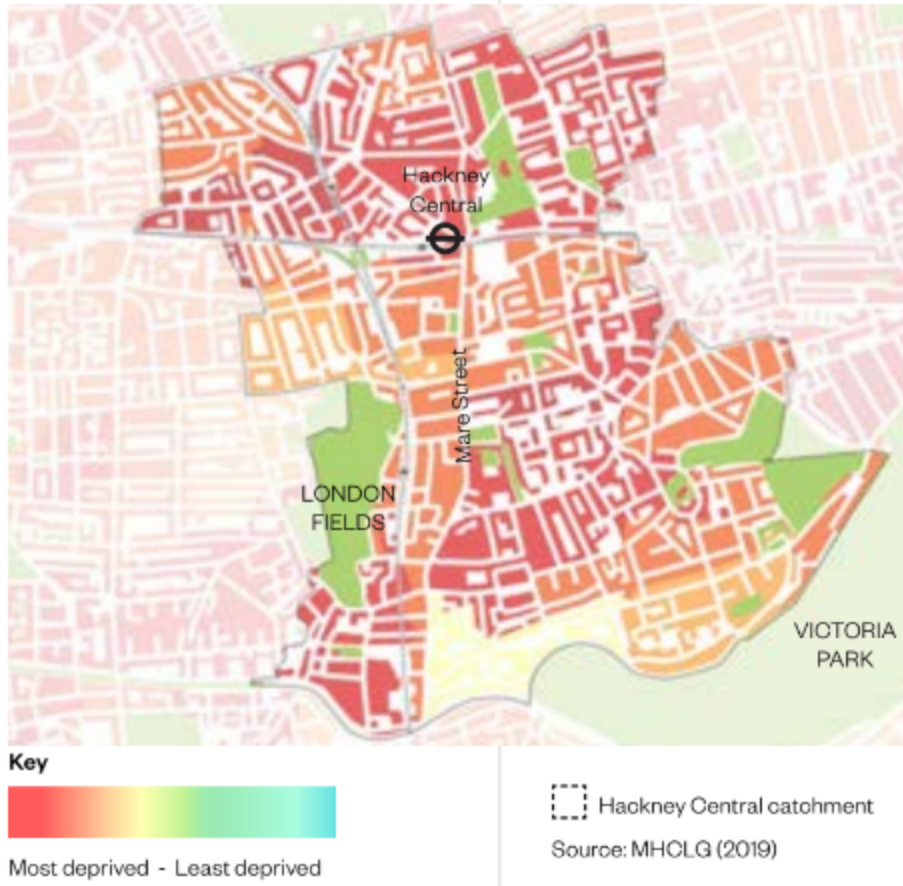 Hackney
Central
Mare Street
LONDON
FIELDS
VICTORIA
PARK
Key
Most deprived - Least deprived
Hackney Central catchment
Source: MHCLG (2019)